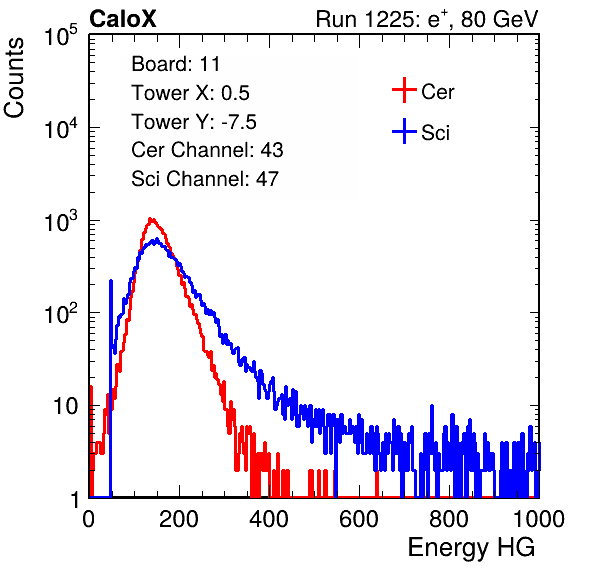 CaloX Run 1225: e⁺, 80 GeV
Counts
10⁵
10⁴
10³
10²
10
1
Board: 11
Tower X: 0.5
Tower Y: -7.5
Cer Channel: 43
Sci Channel: 47
Cer
Sci
0 200 400 600 800 1000
Energy HG